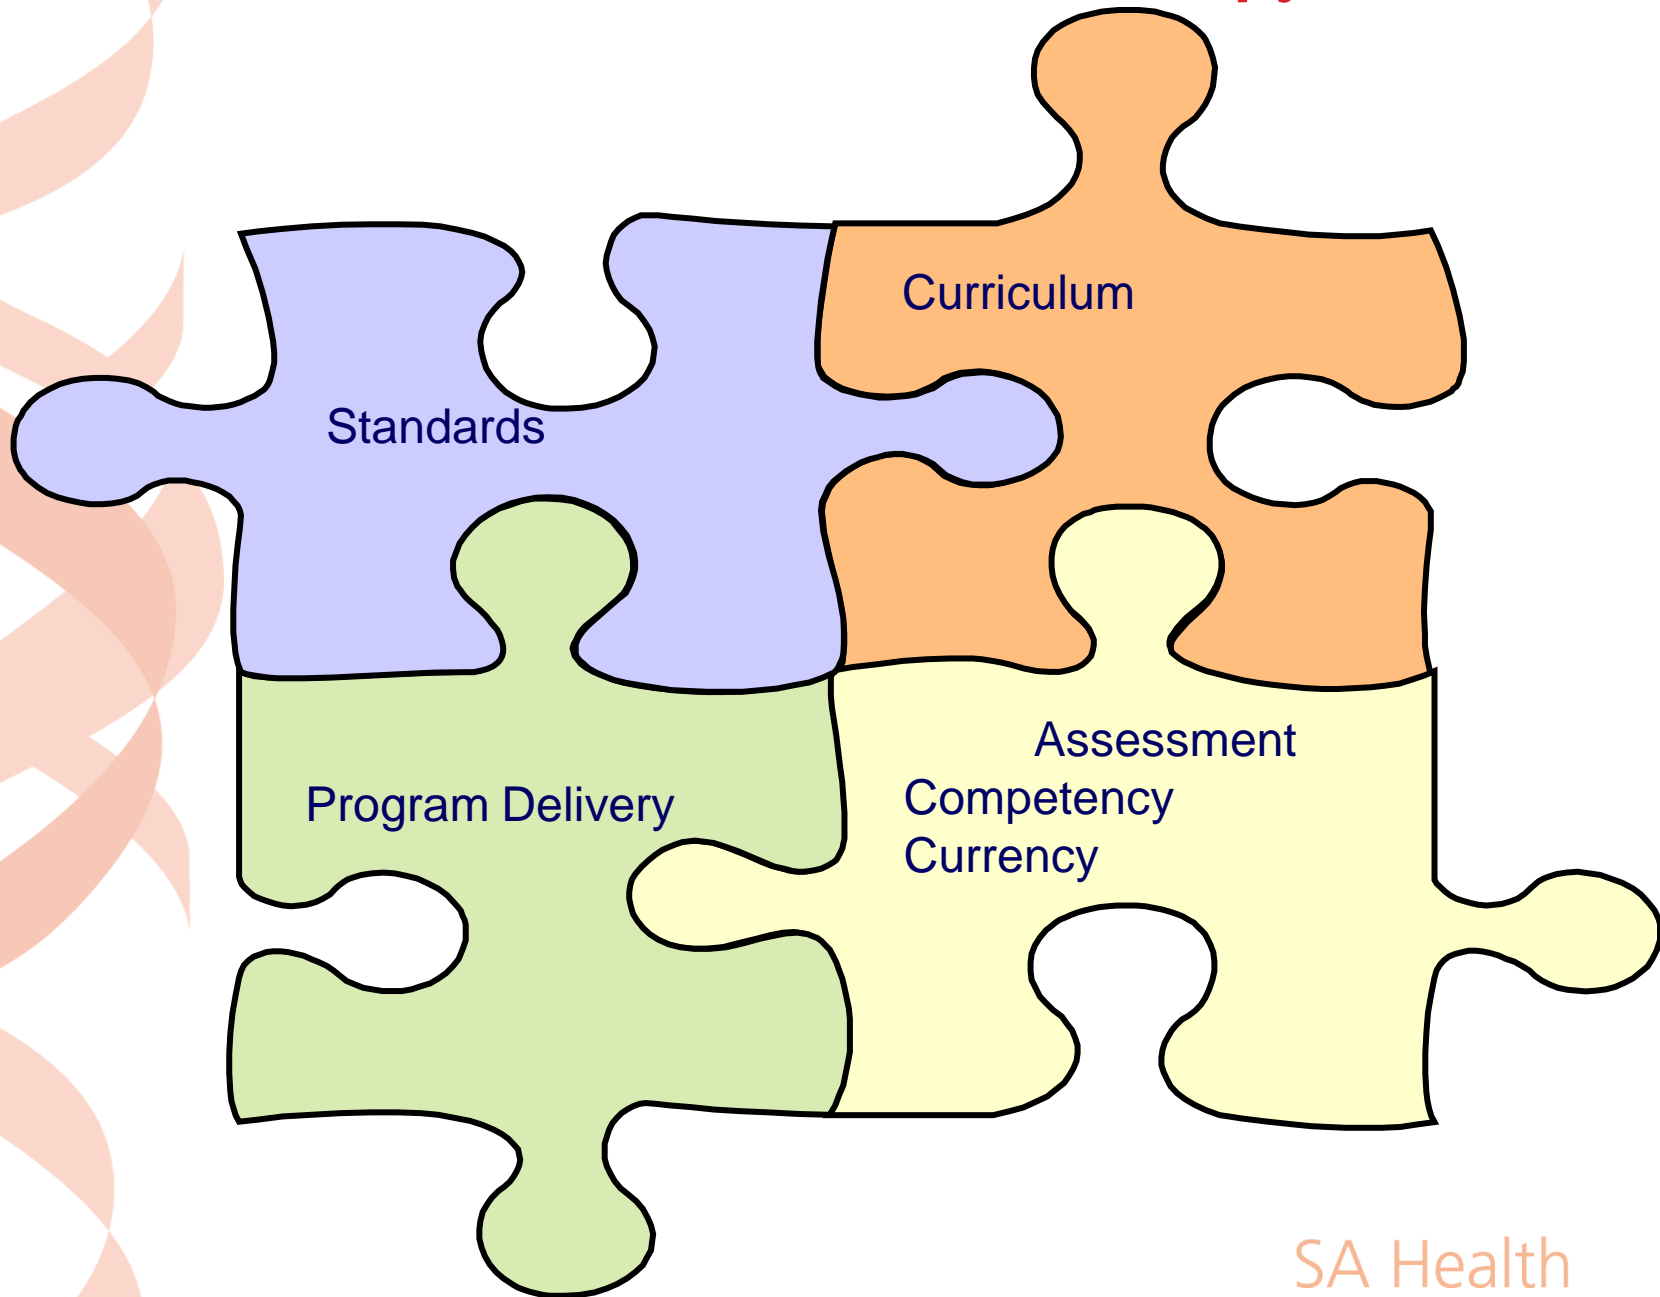 Curriculum
Standards
Assessment
Program Delivery
Competency
Currency
SA Health